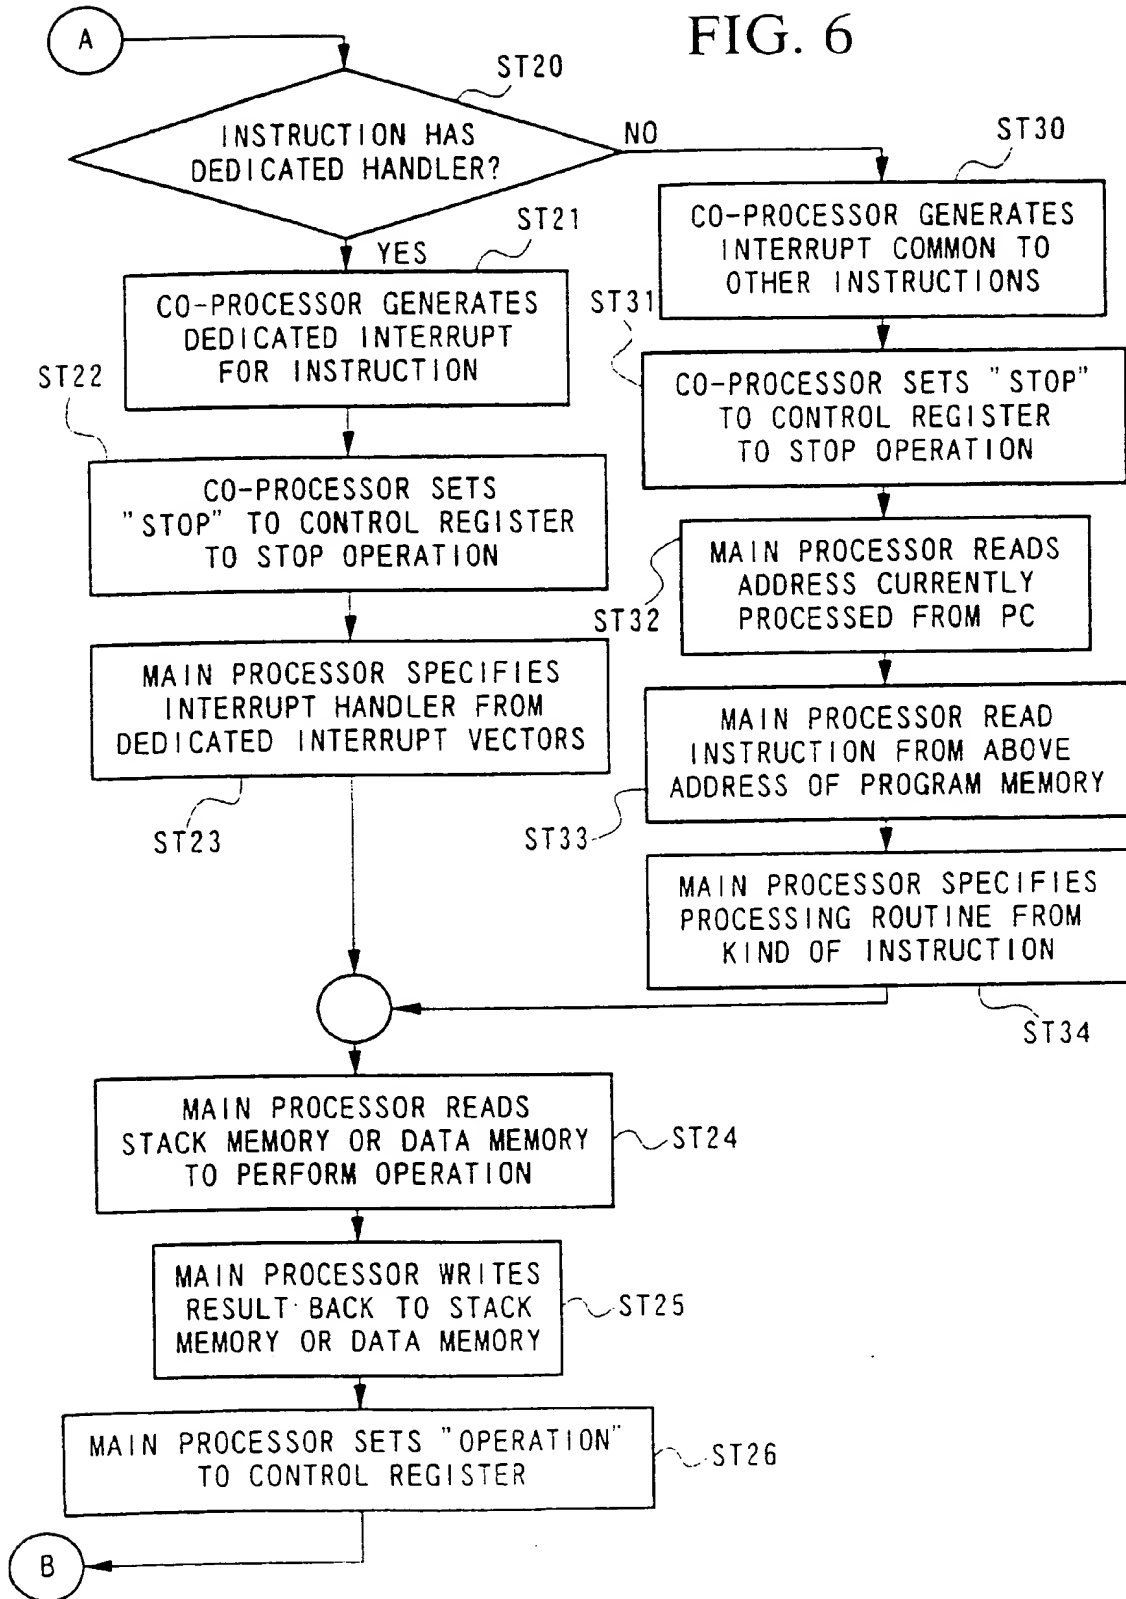 FIG. 6
A
ST20
INSTRUCTION HAS
DEDICATED HANDLER?
NO
YES
ST21
CO-PROCESSOR GENERATES
DEDICATED INTERRUPT
FOR INSTRUCTION
ST22
CO-PROCESSOR SETS
"STOP" TO CONTROL REGISTER
TO STOP OPERATION
MAIN PROCESSOR SPECIFIES
INTERRUPT HANDLER FROM
DEDICATED INTERRUPT VECTORS
ST23
ST30
CO-PROCESSOR GENERATES
INTERRUPT COMMON TO
OTHER INSTRUCTIONS
ST31
CO-PROCESSOR SETS "STOP"
TO CONTROL REGISTER
TO STOP OPERATION
MAIN PROCESSOR READS
ADDRESS CURRENTLY
PROCESSED FROM PC
ST32
MAIN PROCESSOR READ
INSTRUCTION FROM ABOVE
ADDRESS OF PROGRAM MEMORY
ST33
MAIN PROCESSOR SPECIFIES
PROCESSING ROUTINE FROM
KIND OF INSTRUCTION
ST34
MAIN PROCESSOR READS
STACK MEMORY OR DATA MEMORY
TO PERFORM OPERATION
ST24
MAIN PROCESSOR WRITES
RESULT BACK TO STACK
MEMORY OR DATA MEMORY
ST25
MAIN PROCESSOR SETS "OPERATION"
TO CONTROL REGISTER
ST26
B